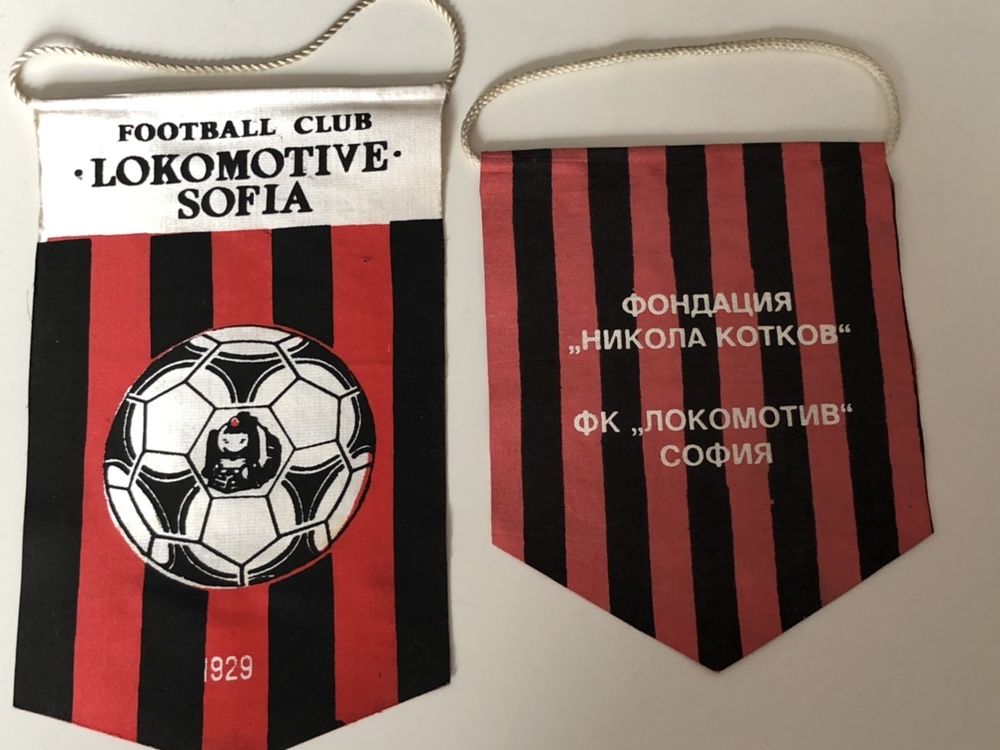 FOOTBALL CLUB
·LOKOMOTIVE·
SOFIA
1929
ФОНДАЦИЯ
„НИКОЛА КОТКОВ“
ФК „ЛОКОМОТИВ“
СОФИЯ